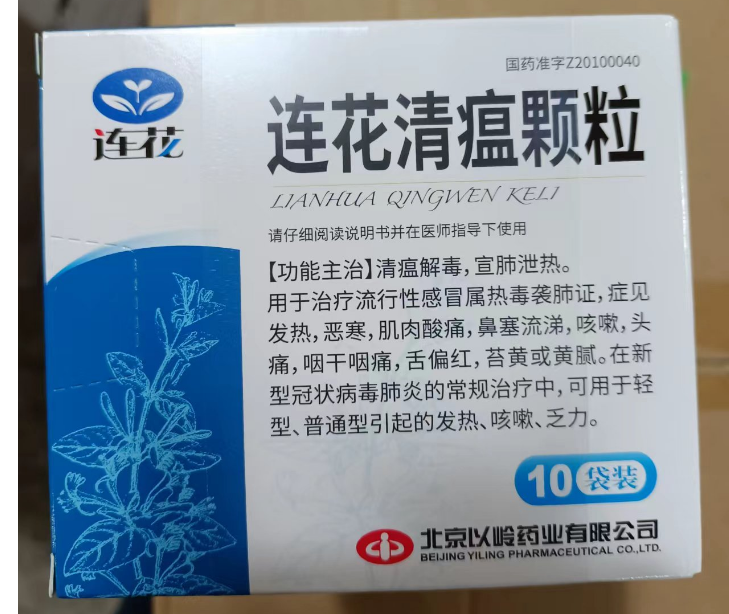 国药准字Z20100040
连花
连花清瘟颗粒
LIANHUA QINGWEN KELI
请仔细阅读说明书并在医师指导下使用
【功能主治】清瘟解毒,宣肺泄热。
用于治疗流行性感冒属热毒袭肺证,症见
发热,恶寒,肌肉酸痛,鼻塞流涕,咳嗽,头
痛,咽干咽痛,舌偏红,苔黄或黄腻。在新
型冠状病毒肺炎的常规治疗中,可用于轻
型、普通型引起的发热、咳嗽、乏力。
10袋装
北京以岭药业有限公司
BEIJING YILING PHARMACEUTICAL CO.,LTD.